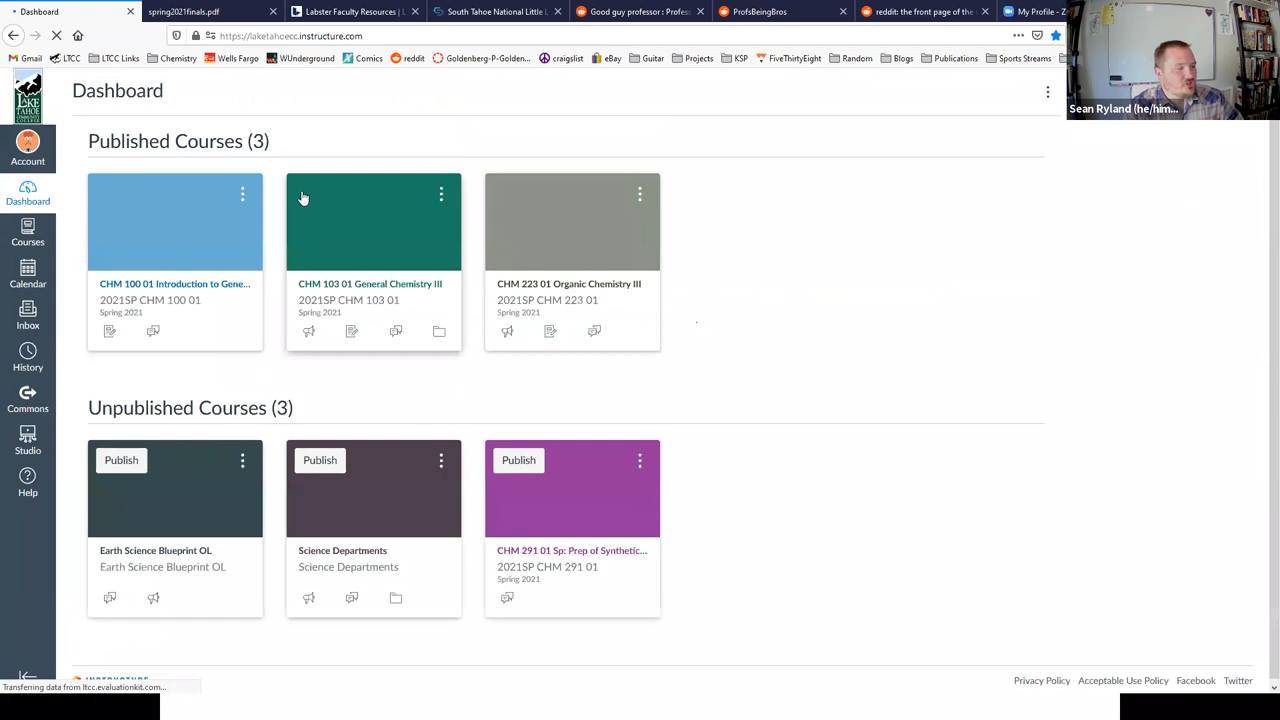 Dashboard
spring2021finals.pdf
Labster Faculty Resources | L
South Tahoe National Little L
Good guy professor : Profes
ProfsBeingBros
reddit: the front page of the
My Profile - Z
https://laketahoecc.instructure.com
Gmail
LTCC
LTCC Links
Chemistry
Wells Fargo
WUnderground
Comics
reddit
Goldenberg-P-Golden...
craigslist
eBay
Guitar
Projects
KSP
FiveThirtyEight
Random
Blogs
Publications
Sports Streams
Sean Ryland (he/him...
LAKE
TAHOE
Account
Dashboard
Courses
Calendar
Inbox
History
Commons
Studio
Help
Dashboard
Published Courses (3)
CHM 100 01 Introduction to Gene...
2021SP CHM 100 01
Spring 2021
CHM 103 01 General Chemistry III
2021SP CHM 103 01
Spring 2021
CHM 223 01 Organic Chemistry III
2021SP CHM 223 01
Spring 2021
Unpublished Courses (3)
Publish
Earth Science Blueprint OL
Earth Science Blueprint OL
Publish
Science Departments
Science Departments
Publish
CHM 291 01 Sp: Prep of Synthetic...
2021SP CHM 291 01
Spring 2021
Privacy Policy
Acceptable Use Policy
Facebook
Twitter
Transferring data from ltcc.evaluationkit.com...